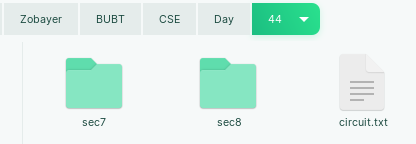 Zobayer BUBT CSE Day 44
sec7 sec8 circuit.txt